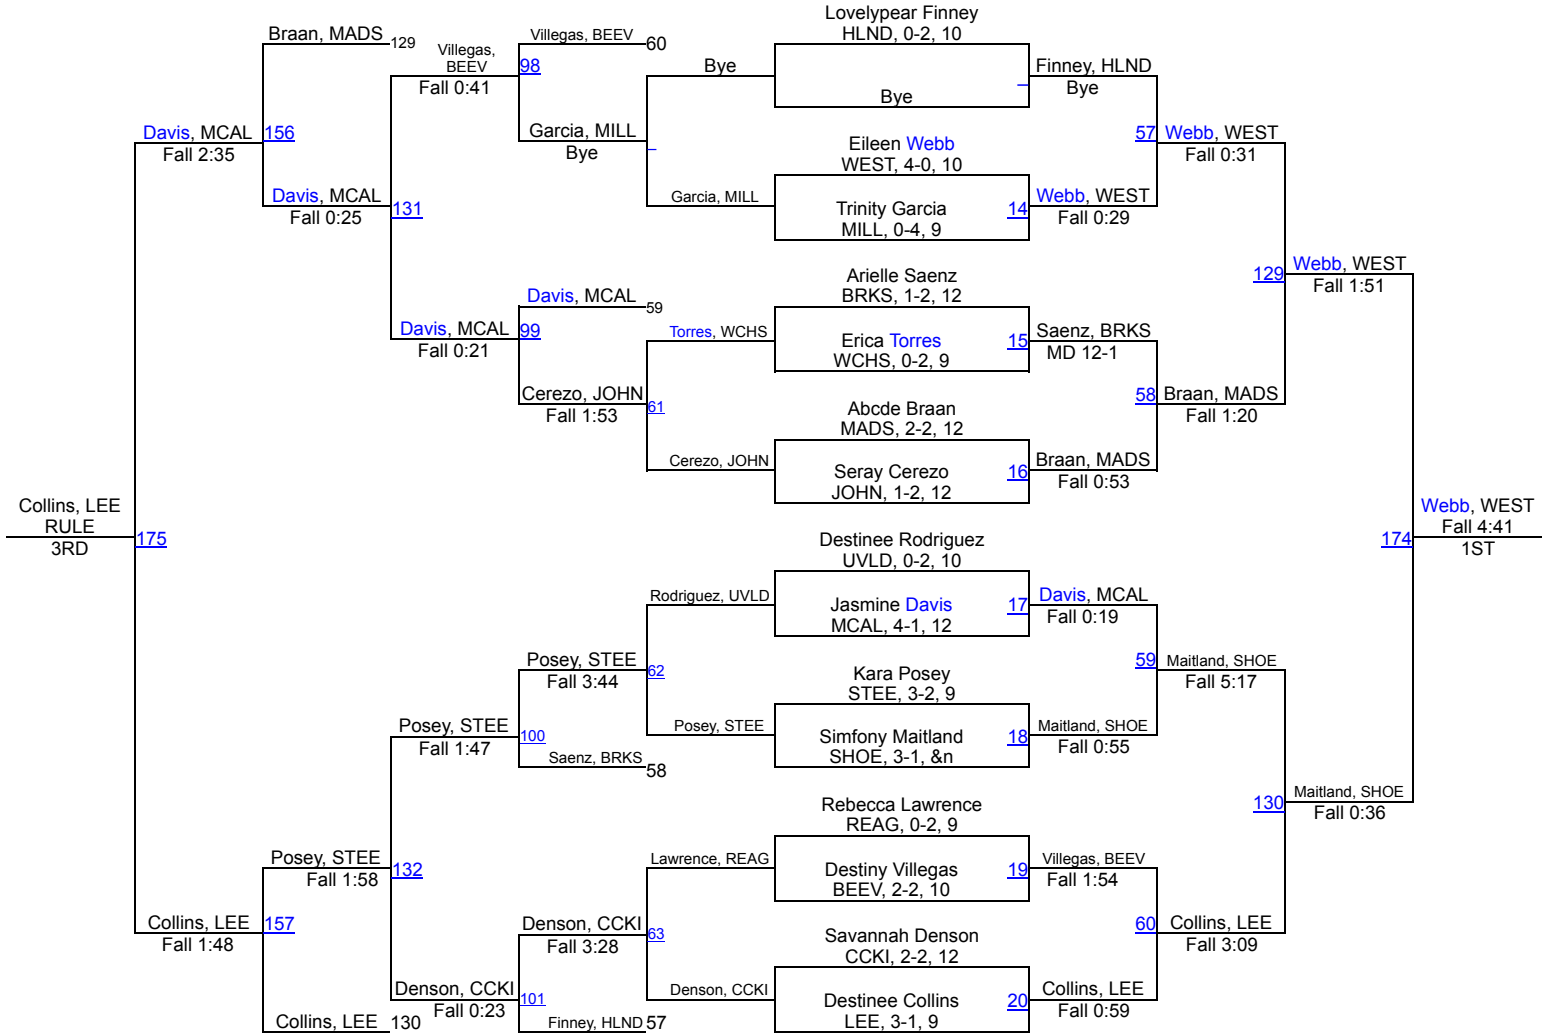 Lovelypear Finney
HLND, 0-2, 10
Braan, MADS
129
Villegas, BEEV
60
Villegas,
BEEV
98
Bye
Finney, HLND
Fall 0:41
Bye
_
Bye
Davis, MCAL
156
Garcia, MILL
57
Webb, WEST
Fall 2:35
Bye
_
Eileen Webb
Fall 0:31
WEST, 4-0, 10
Davis, MCAL
131
Garcia, MILL
Trinity Garcia
14
Webb, WEST
Fall 0:25
MILL, 0-4, 9
Fall 0:29
Arielle Saenz
129
Webb, WEST
Davis, MCAL
59
BRKS, 1-2, 12
Fall 1:51
Davis, MCAL
99
Torres, WCHS
Erica Torres
15
Saenz, BRKS
Fall 0:21
WCHS, 0-2, 9
MD 12-1
Cerezo, JOHN
61
Abcde Braan
58
Braan, MADS
Fall 1:53
MADS, 2-2, 12
Fall 1:20
Cerezo, JOHN
Seray Cerezo
16
Braan, MADS
JOHN, 1-2, 12
Fall 0:53
Collins, LEE
RULE
3RD
175
Destinee Rodriguez
UVLD, 0-2, 10
174
Webb, WEST
Fall 4:41
1ST
Rodriguez, UVLD
Jasmine Davis
17
Davis, MCAL
MCAL, 4-1, 12
Fall 0:19
Posey, STEE
62
Kara Posey
59
Maitland, SHOE
Fall 3:44
STEE, 3-2, 9
Fall 5:17
Posey, STEE
100
Posey, STEE
Simfony Maitland
18
Maitland, SHOE
Fall 1:47
Saenz, BRKS
58
SHOE, 3-1, &n
Fall 0:55
Rebecca Lawrence
130
Maitland, SHOE
REAG, 0-2, 9
Fall 0:36
Posey, STEE
132
Lawrence, REAG
Destiny Villegas
19
Villegas, BEEV
Fall 1:58
BEEV, 2-2, 10
Fall 1:54
Collins, LEE
157
Denson, CCKI
63
Savannah Denson
60
Collins, LEE
Fall 1:48
Fall 3:28
CCKI, 2-2, 12
Fall 3:09
Denson, CCKI
101
Denson, CCKI
Destinee Collins
20
Collins, LEE
Fall 0:23
LEE, 3-1, 9
Fall 0:59
Collins, LEE
130
Finney, HLND
57